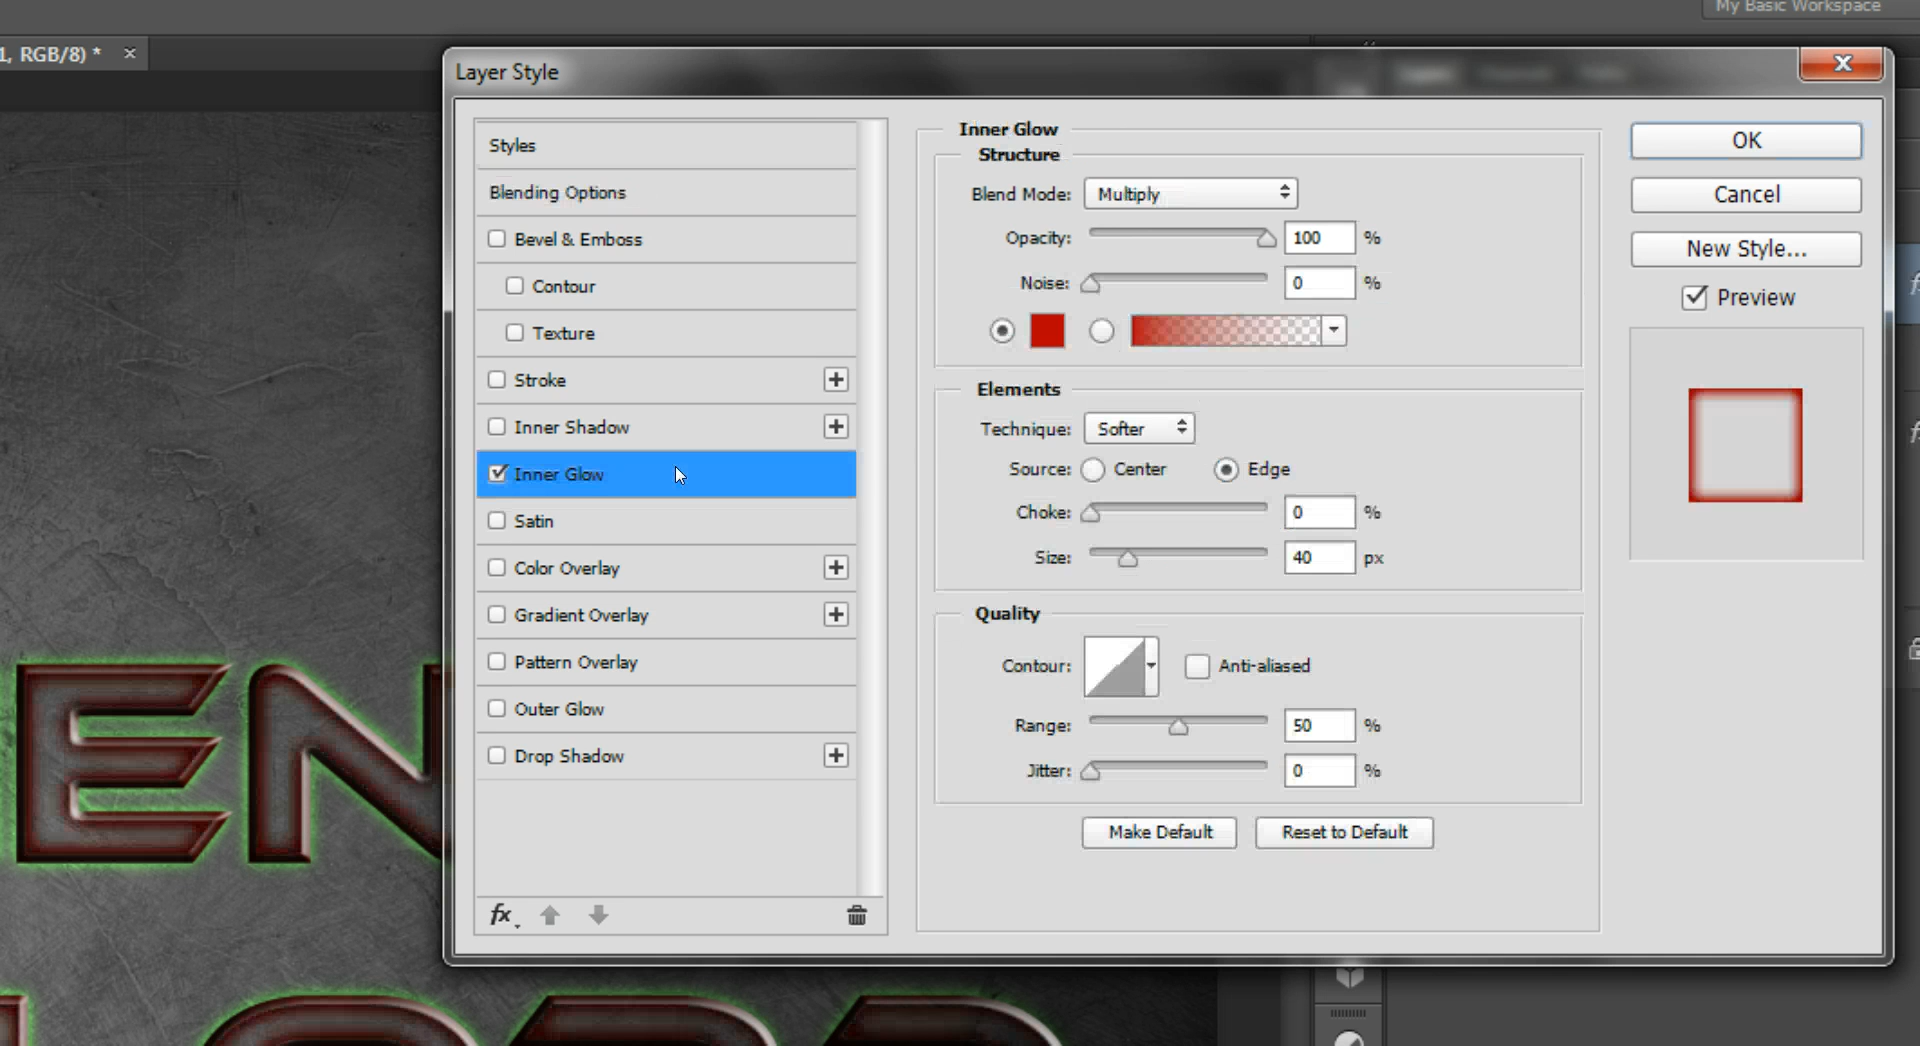 My Basic Workspace
1, RGB/8) * ×
Layer Style
Styles
Blending Options
Bevel & Emboss
Contour
Texture
Stroke
Inner Shadow
Inner Glow
Satin
Color Overlay
Gradient Overlay
Pattern Overlay
Outer Glow
Drop Shadow
fx
Inner Glow
Structure
Blend Mode: Multiply
Opacity: 100 %
Noise: 0 %
Elements
Technique: Softer
Source: Center Edge
Choke: 0 %
Size: 40 px
Quality
Contour: Anti-aliased
Range: 50 %
Jitter: 0 %
Make Default Reset to Default
OK
Cancel
New Style...
Preview
EN